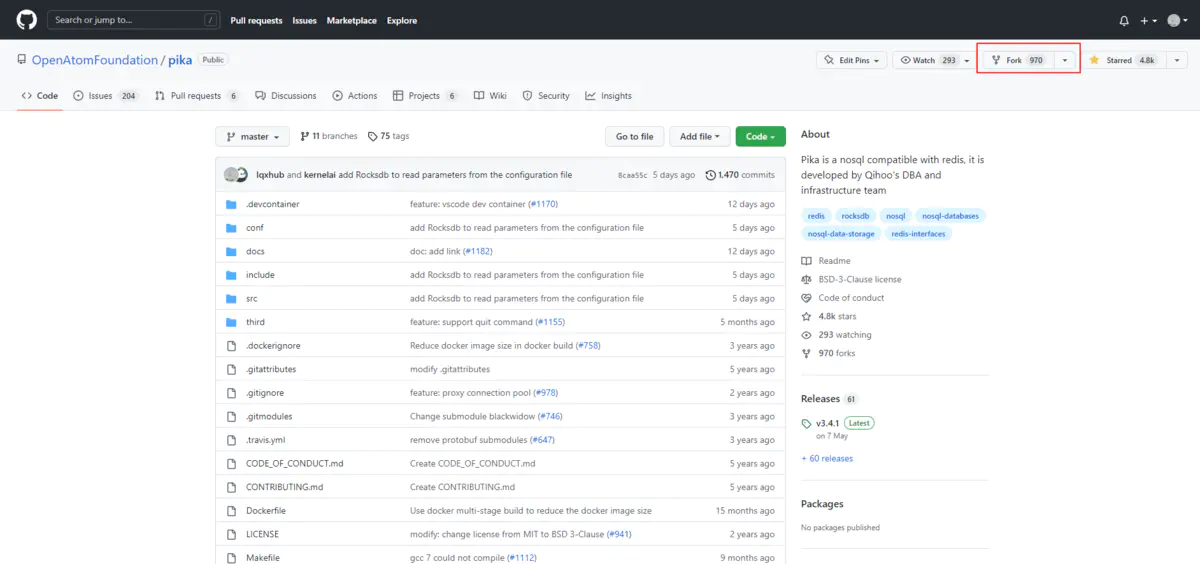 Search or jump to... / Pull requests Issues Marketplace Explore
OpenAtomFoundation / pika Public Edit Pins Watch 293 Fork 970 Starred 4.8k
Code Issues 204 Pull requests 6 Discussions Actions Projects 6 Wiki Security Insights
master 11 branches 75 tags Go to file Add file Code
lqxhub and kernelai add Rocksdb to read parameters from the configuration file 8caa55c 5 days ago 1,470 commits
.devcontainer feature: vscode dev container (#1170) 12 days ago
conf add Rocksdb to read parameters from the configuration file 5 days ago
docs doc: add link (#1182) 12 days ago
include add Rocksdb to read parameters from the configuration file 5 days ago
src add Rocksdb to read parameters from the configuration file 5 days ago
third feature: support quit command (#1155) 5 months ago
.dockerignore Reduce docker image size in docker build (#758) 3 years ago
.gitattributes modify .gitattributes 5 years ago
.gitignore feature: proxy connection pool (#978) 2 years ago
.gitmodules Change submodule blackwidow (#746) 3 years ago
.travis.yml remove protobuf submodules (#647) 3 years ago
CODE_OF_CONDUCT.md Create CODE_OF_CONDUCT.md 5 years ago
CONTRIBUTING.md Create CONTRIBUTING.md 5 years ago
Dockerfile Use docker multi-stage build to reduce the docker image size 15 months ago
LICENSE modify: change license from MIT to BSD 3-Clause (#941) 2 years ago
Makefile gcc 7 could not compile (#1112) 9 months ago
About
Pika is a nosql compatible with redis, it is
developed by Qihoo's DBA and
infrastructure team
redis rocksdb nosql nosql-databases
nosql-data-storage redis-interfaces
Readme
BSD-3-Clause license
Code of conduct
4.8k stars
293 watching
970 forks
Releases 61
v3.4.1 Latest
on 7 May
+ 60 releases
Packages
No packages published